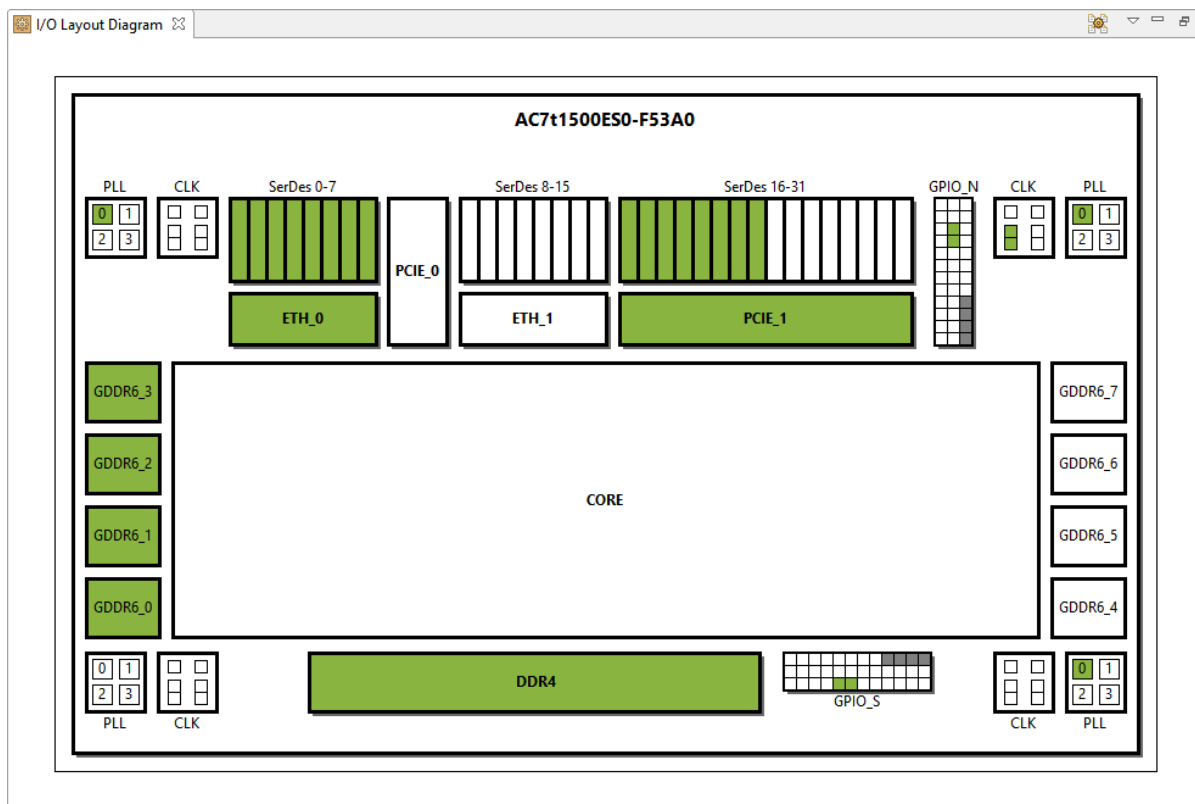 I/O Layout Diagram
AC7t1500ES0-F53A0
PLL CLK SerDes 0-7 SerDes 8-15 SerDes 16-31 GPIO_N CLK PLL
0 1 0 1
2 3 2 3
PCIE_0
ETH_0 ETH_1 PCIE_1
GDDR6_3 GDDR6_7
GDDR6_2 GDDR6_6
CORE
GDDR6_1 GDDR6_5
GDDR6_0 GDDR6_4
0 1 DDR4 0 1
2 3 2 3
GPIO_S
PLL CLK CLK PLL